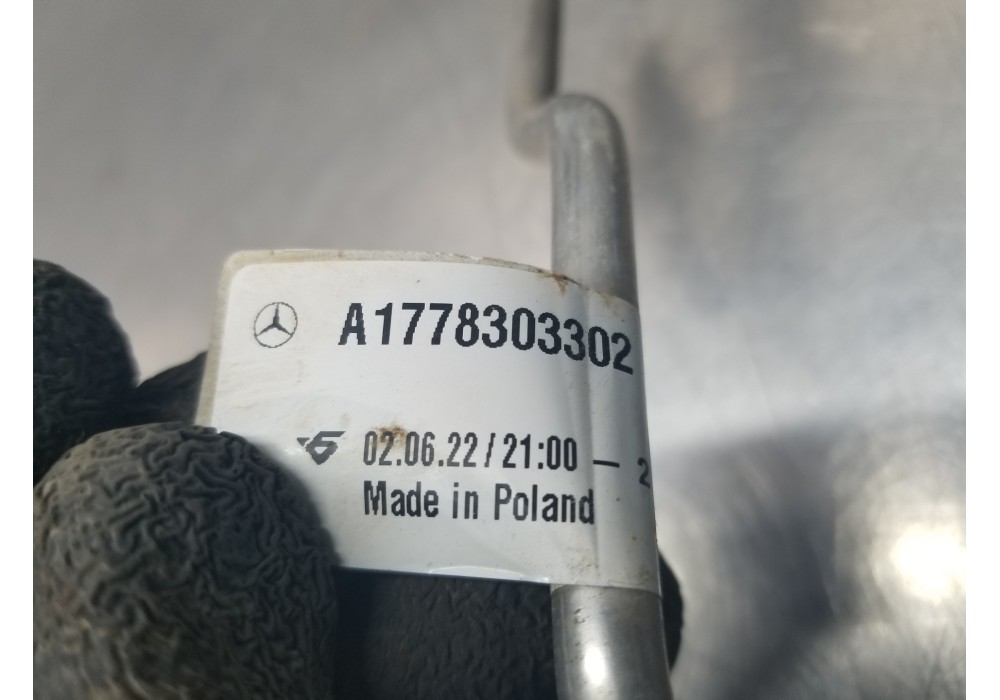 A1778303302
02.06.22/21:00 — 2
Made in Poland